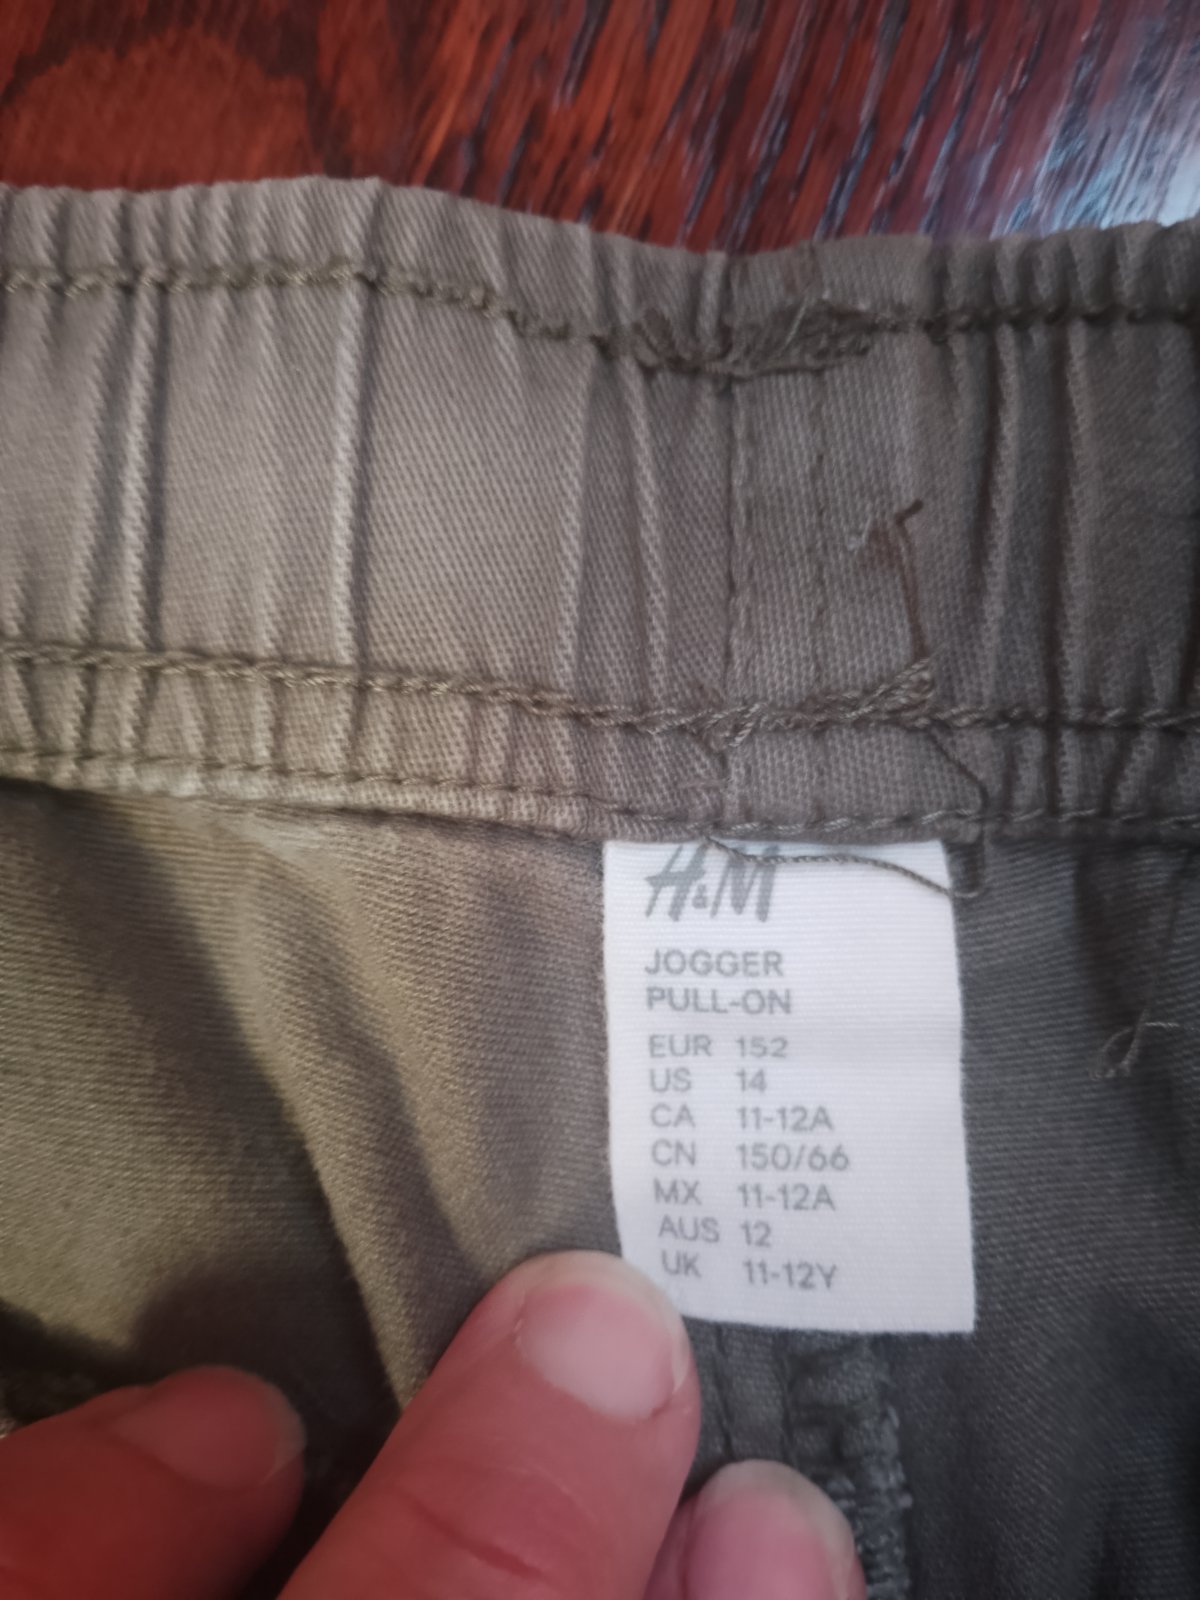 H&M
JOGGER
PULL-ON
EUR 152
US 14
CA 11-12A
CN 150/66
MX 11-12A
AUS 12
UK 11-12Y